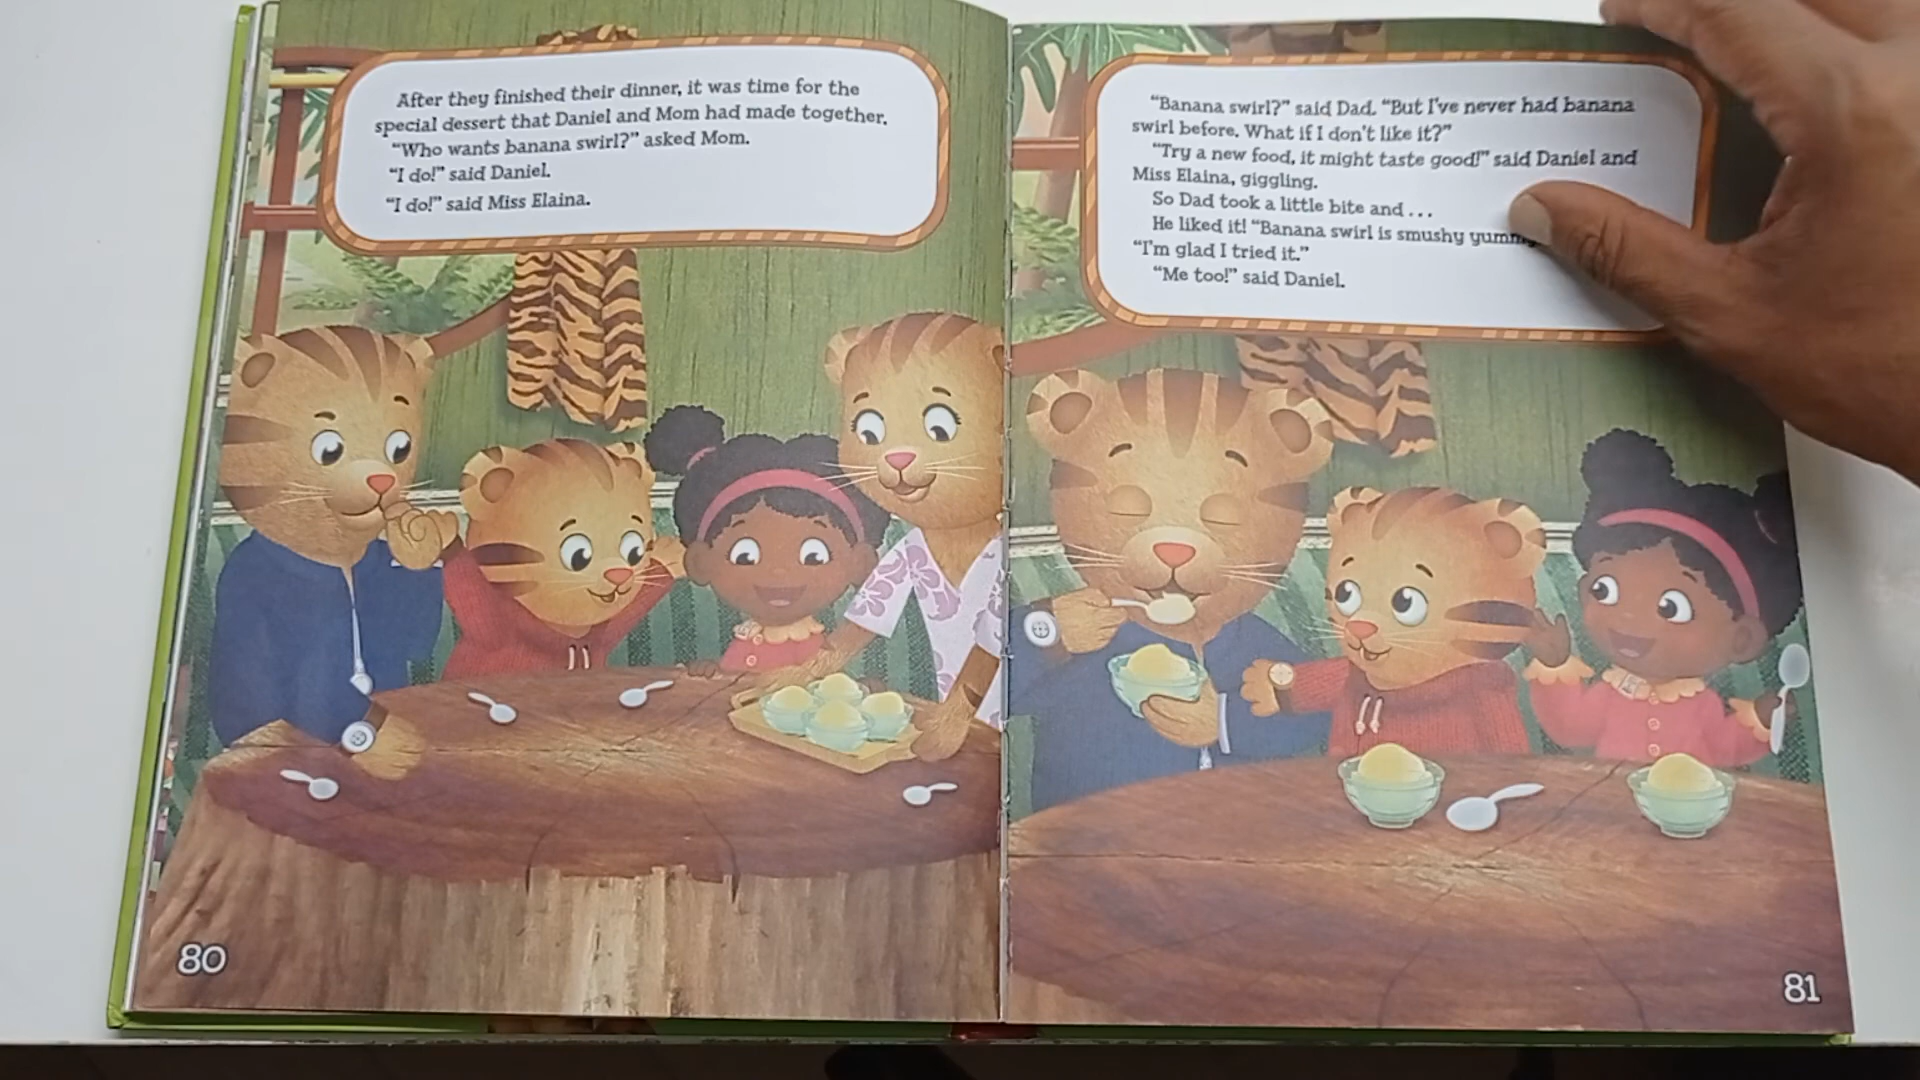 After they finished their dinner, it was time for the
special dessert that Daniel and Mom had made together.
“Who wants banana swirl?” asked Mom.
“I do!” said Daniel.
“I do!” said Miss Elaina.
80
“Banana swirl?” said Dad. “But I've never had banana
swirl before. What if I don't like it?”
“Try a new food, it might taste good!” said Daniel and
Miss Elaina, giggling.
So Dad took a little bite and . . .
He liked it! “Banana swirl is smushy
“I'm glad I tried it.”
“Me too!” said Daniel.
81